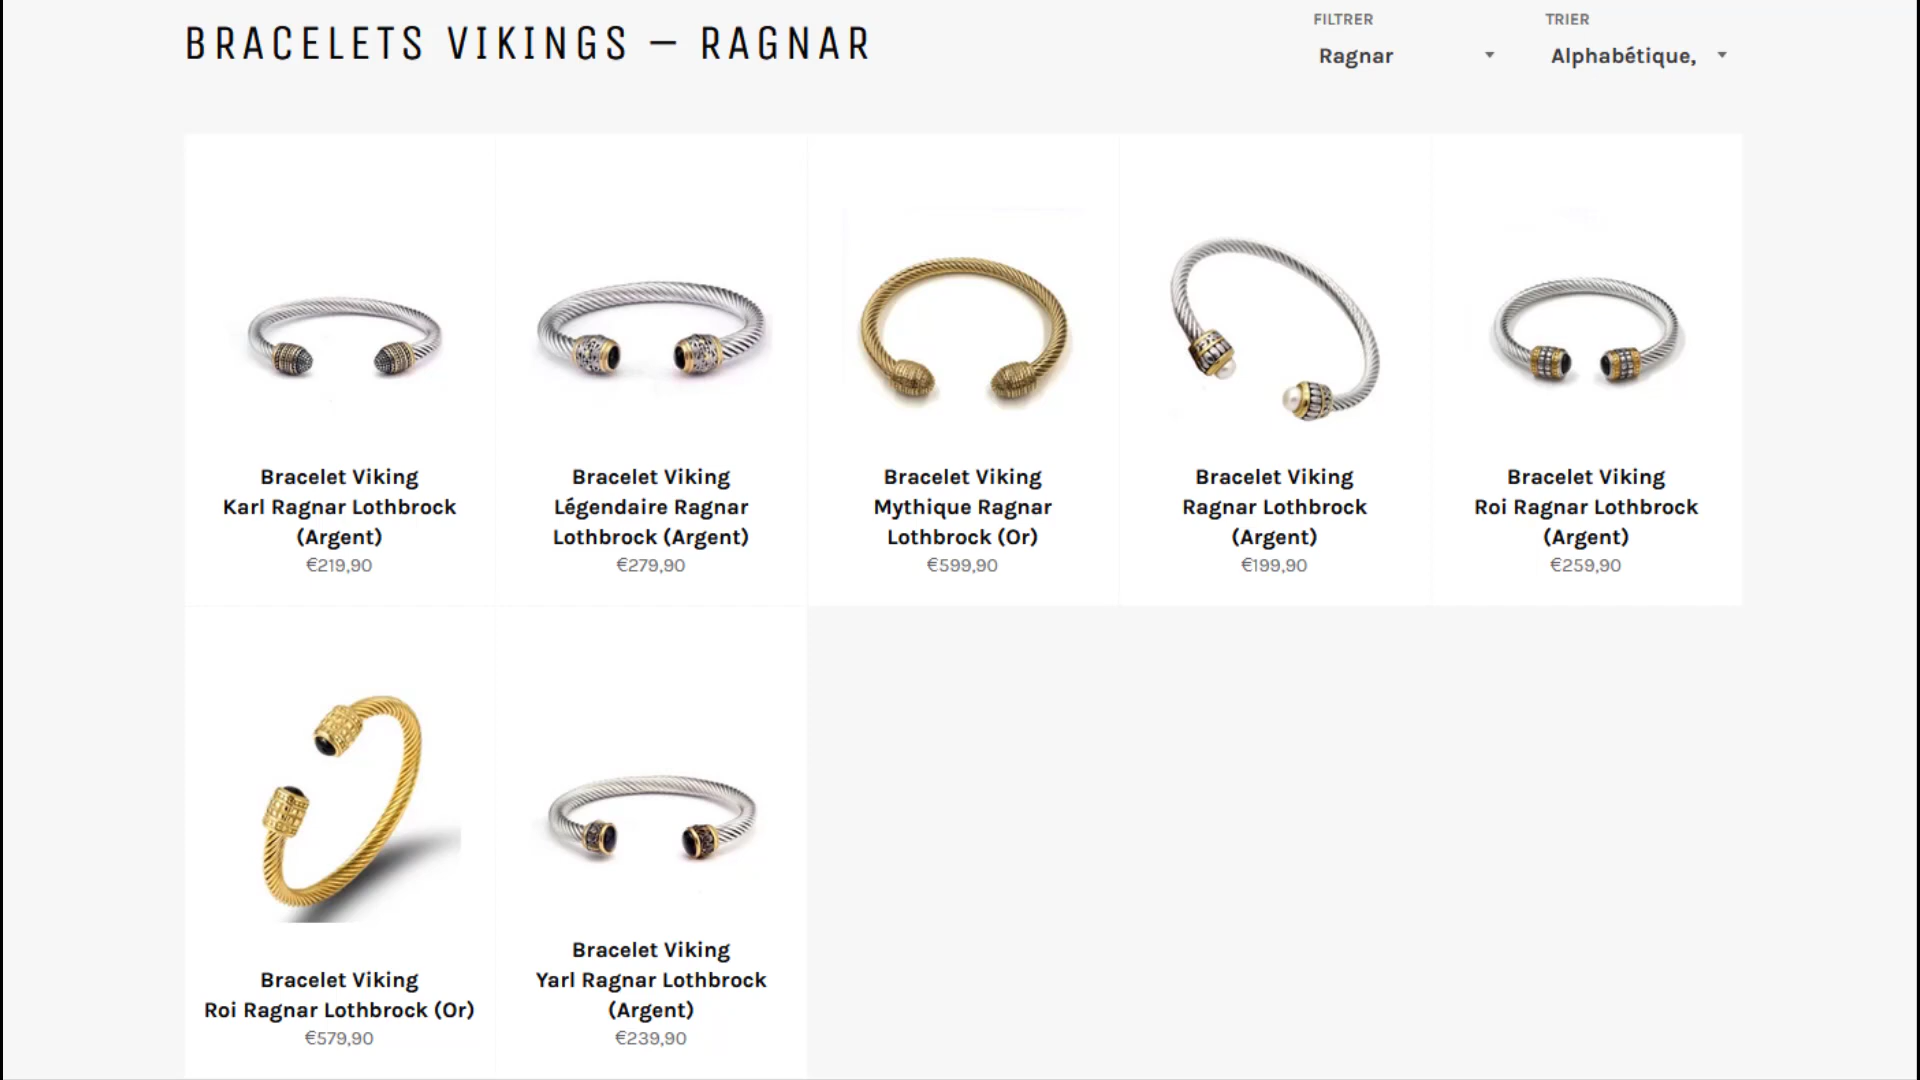 BRACELETS VIKINGS — RAGNAR
FILTRER
Ragnar
TRIER
Alphabétique,
Bracelet Viking
Karl Ragnar Lothbrock
(Argent)
€219,90
Bracelet Viking
Légendaire Ragnar
Lothbrock (Argent)
€279,90
Bracelet Viking
Mythique Ragnar
Lothbrock (Or)
€599,90
Bracelet Viking
Ragnar Lothbrock
(Argent)
€199,90
Bracelet Viking
Roi Ragnar Lothbrock
(Argent)
€259,90
Bracelet Viking
Roi Ragnar Lothbrock (Or)
€579,90
Bracelet Viking
Yarl Ragnar Lothbrock
(Argent)
€239,90